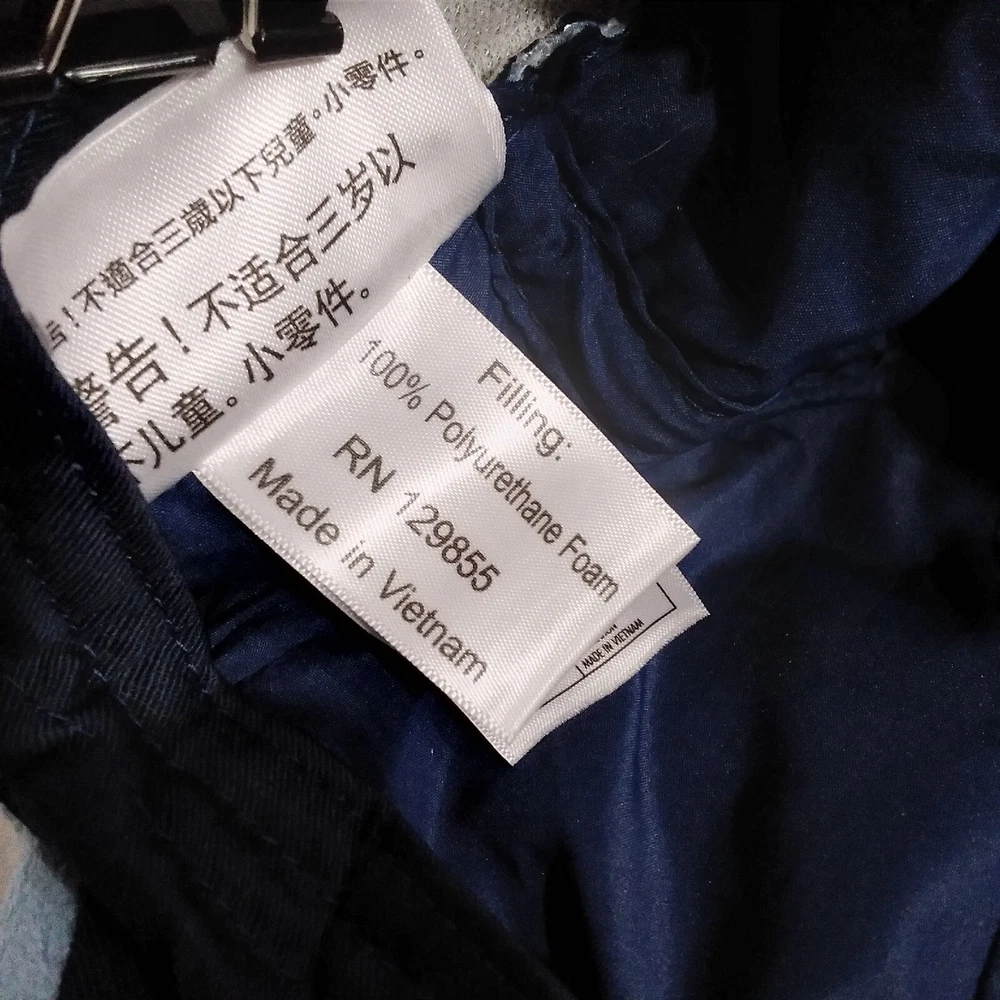 ！不適合三歲以下兒童。小零件。
警告！不适合三岁以
下儿童。小零件。
Filling:
100% Polyurethane Foam
RN 129855
Made in Vietnam
MADE IN VIETNAM